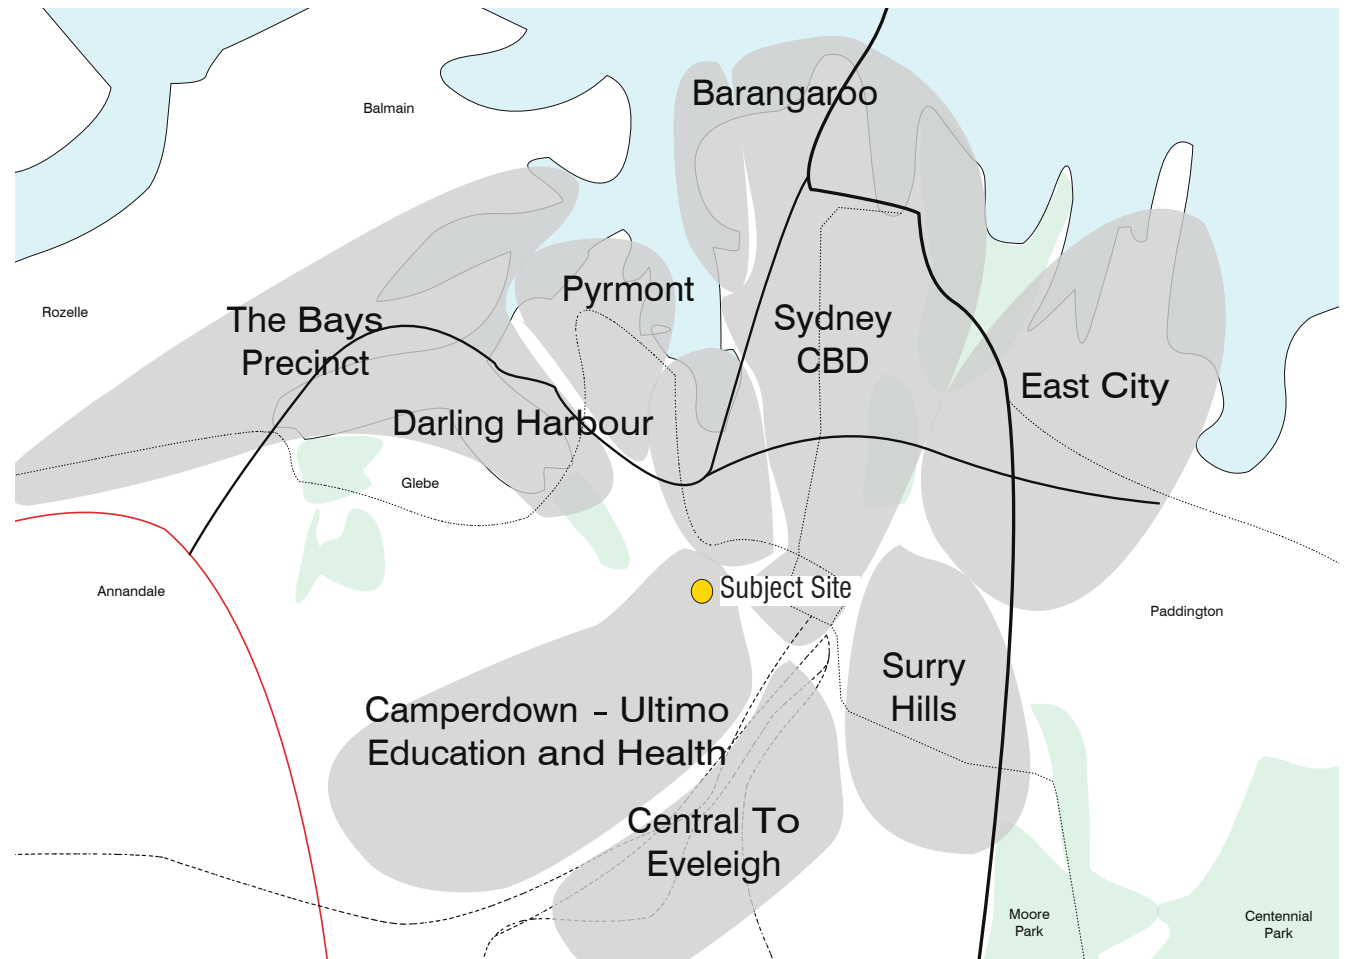 Barangaroo
Balmain
Pyrmont
Rozelle
The Bays
Precinct
Sydney
CBD
East City
Darling Harbour
Glebe
Annandale
Subject Site
Paddington
Surry
Hills
Camperdown - Ultimo
Education and Health
Central To
Eveleigh
Moore
Park
Centennial
Park